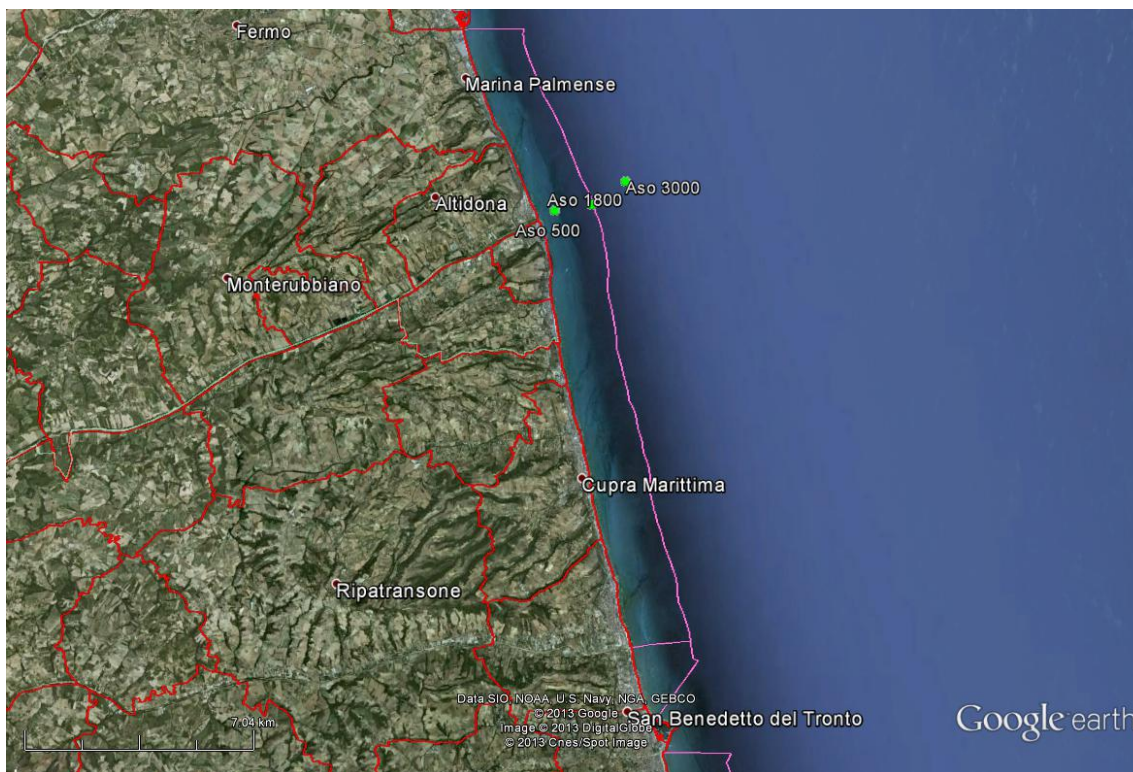 Fermo
Marina Palmense
Aso 3000
Altidona
Aso 1800
Aso 500
Monterubbiano
Cupra Marittima
Ripatransone
Data SIO, NOAA, U.S. Navy, NGA, GEBCO
© 2013 Google
San Benedetto del Tronto
7.04 km
Image © 2013 DigitalGlobe
© 2013 Cnes/Spot Image
Google earth